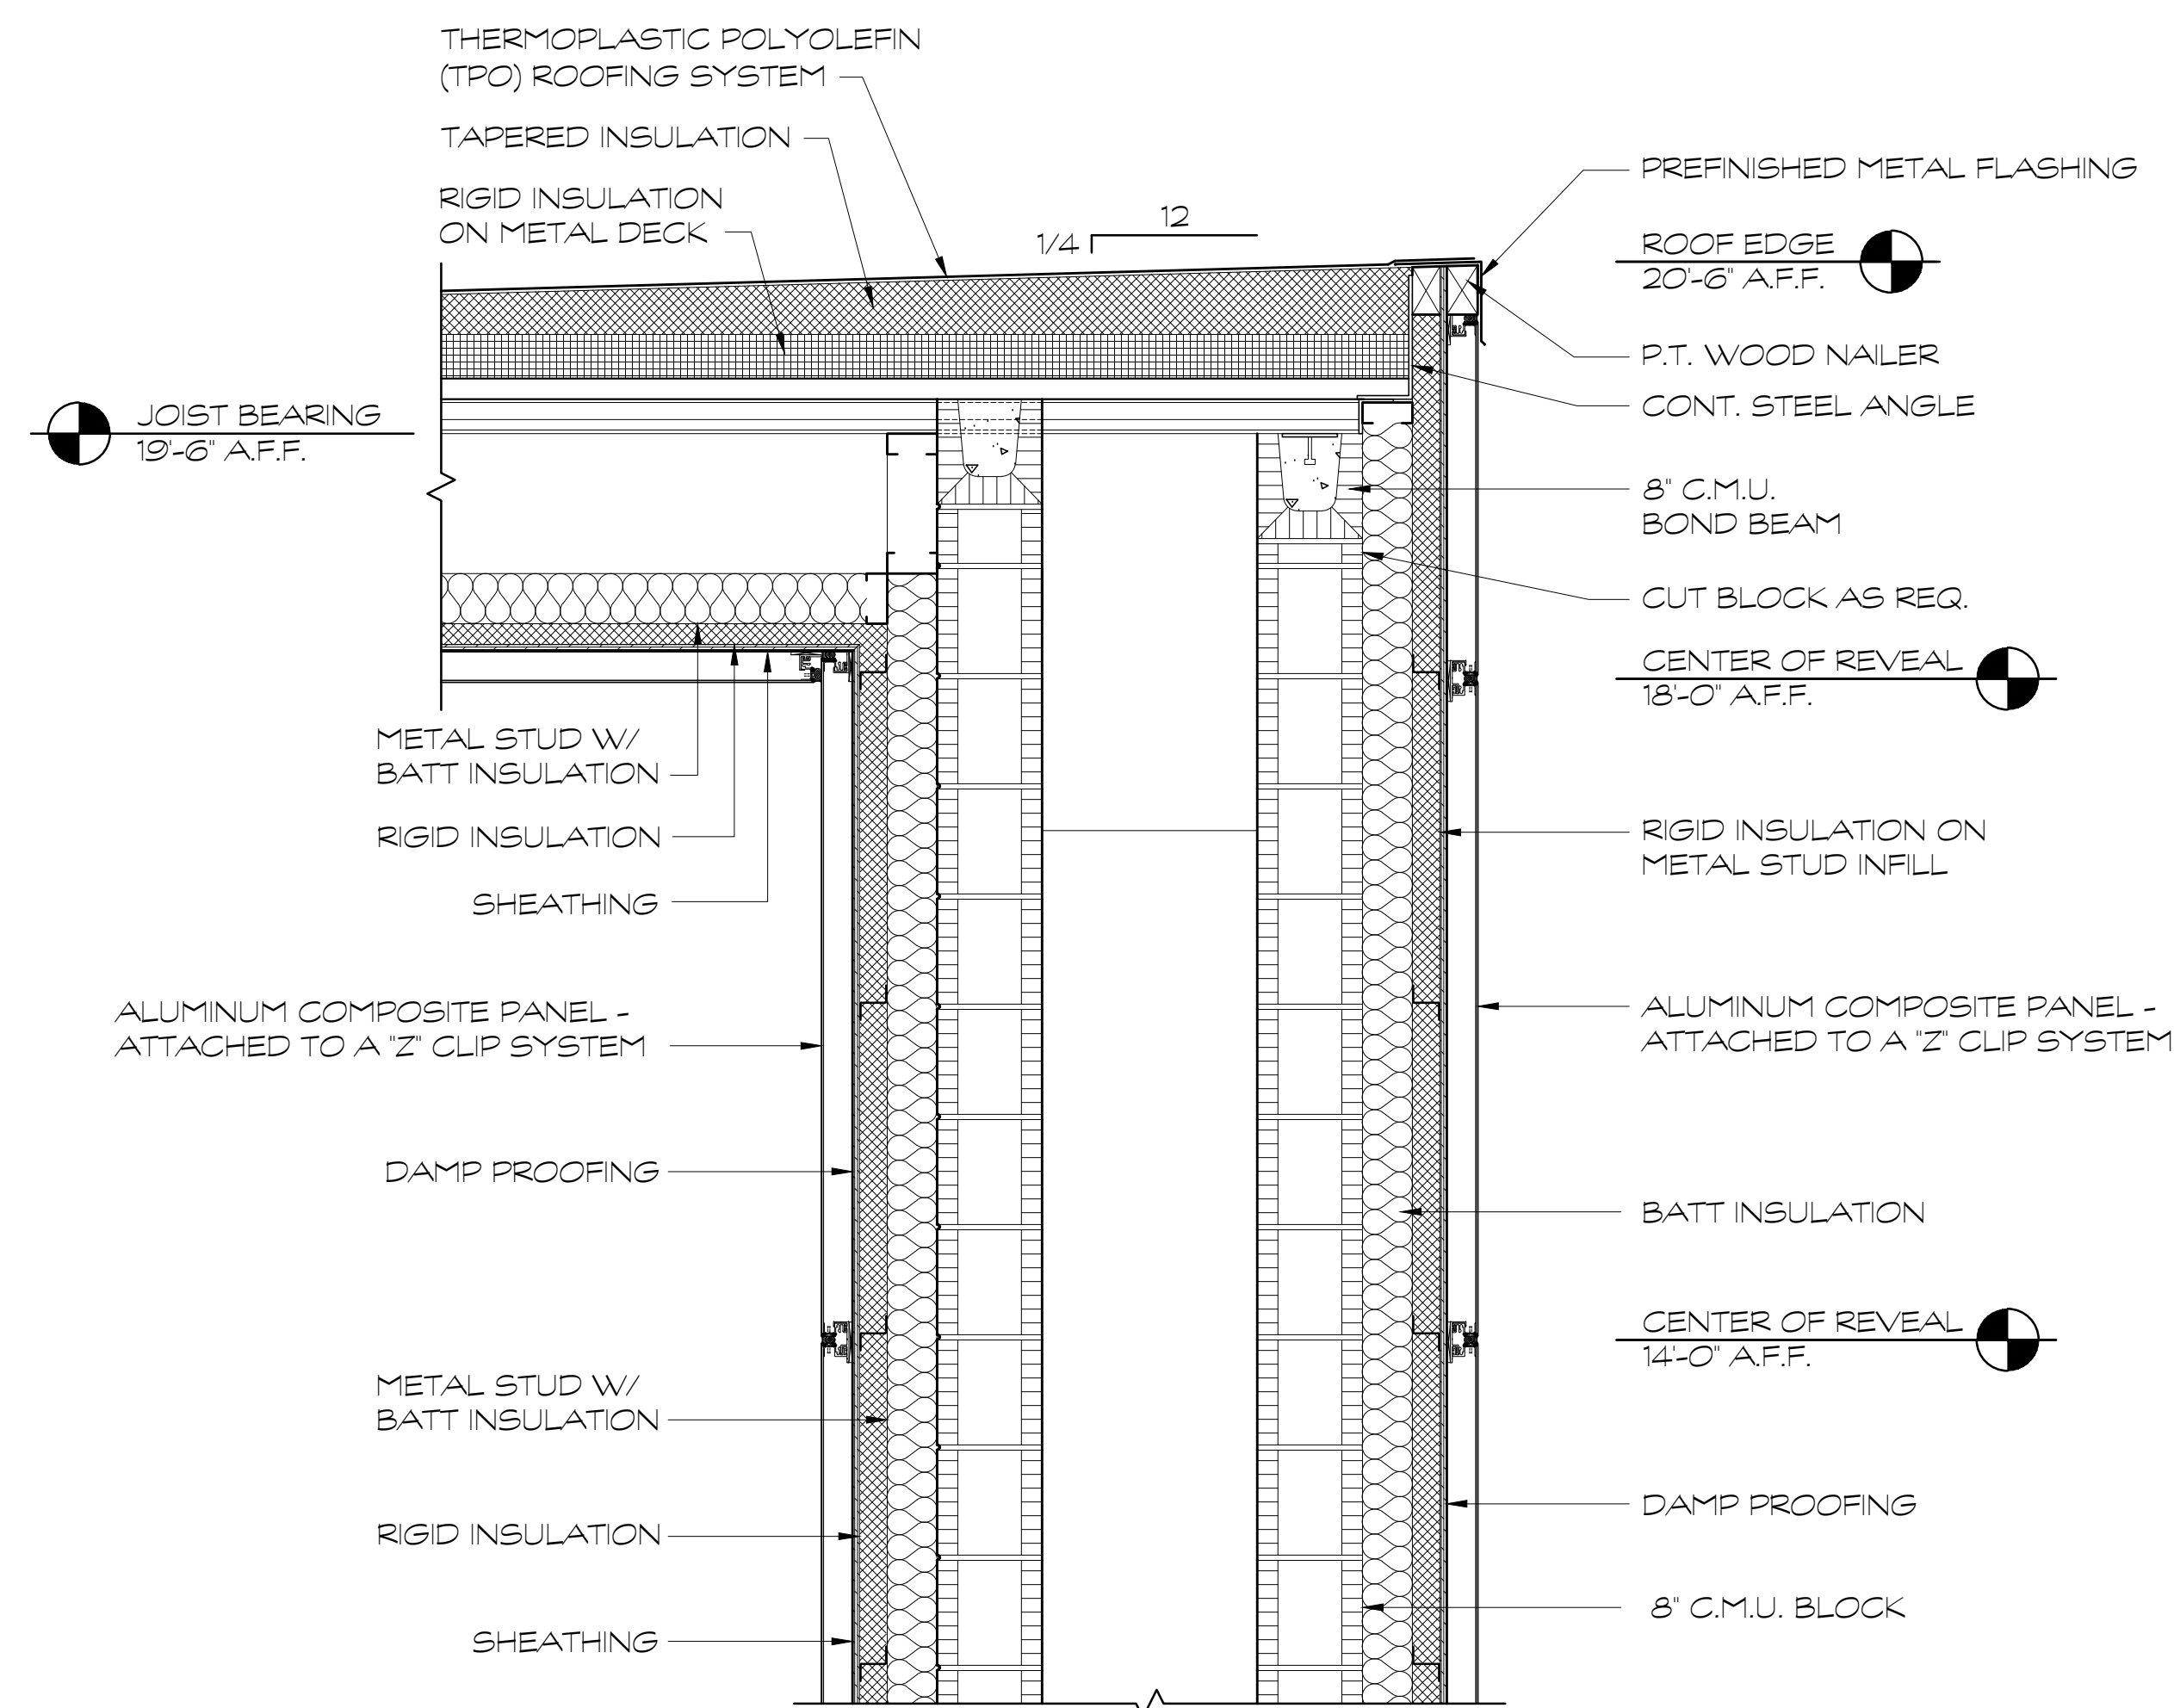 THERMOPLASTIC POLYOLEFIN
(TPO) ROOFING SYSTEM
TAPERED INSULATION
RIGID INSULATION
ON METAL DECK
12
1/4
PREFINISHED METAL FLASHING
ROOF EDGE
20'-6" A.F.F.
P.T. WOOD NAILER
CONT. STEEL ANGLE
JOIST BEARING
19'-6" A.F.F.
8" C.M.U.
BOND BEAM
CUT BLOCK AS REQ.
CENTER OF REVEAL
18'-0" A.F.F.
METAL STUD W/
BATT INSULATION
RIGID INSULATION
SHEATHING
RIGID INSULATION ON
METAL STUD INFILL
ALUMINUM COMPOSITE PANEL -
ATTACHED TO A "Z" CLIP SYSTEM
ALUMINUM COMPOSITE PANEL -
ATTACHED TO A "Z" CLIP SYSTEM
DAMP PROOFING
BATT INSULATION
CENTER OF REVEAL
14'-0" A.F.F.
METAL STUD W/
BATT INSULATION
RIGID INSULATION
DAMP PROOFING
SHEATHING
8" C.M.U. BLOCK